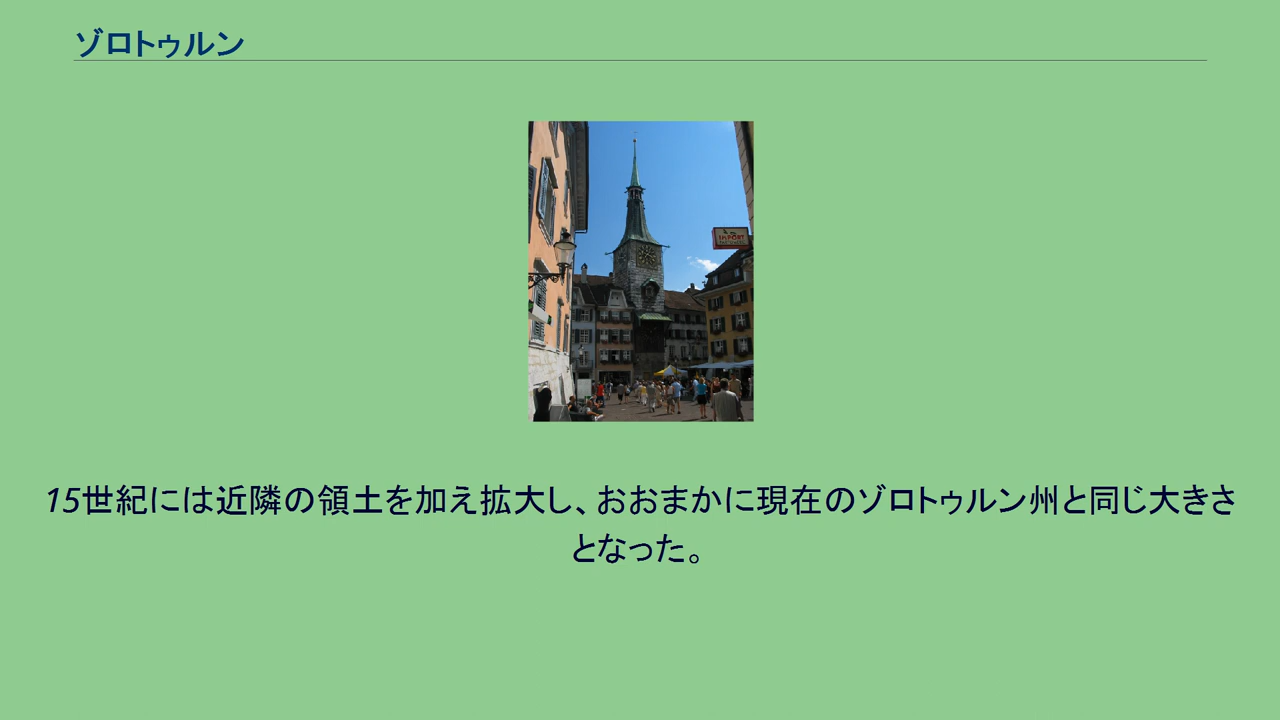 ゾロトゥルン
IMPORT
15世紀には近隣の領土を加え拡大し、おおまかに現在のゾロトゥルン州と同じ大きさ
となった。